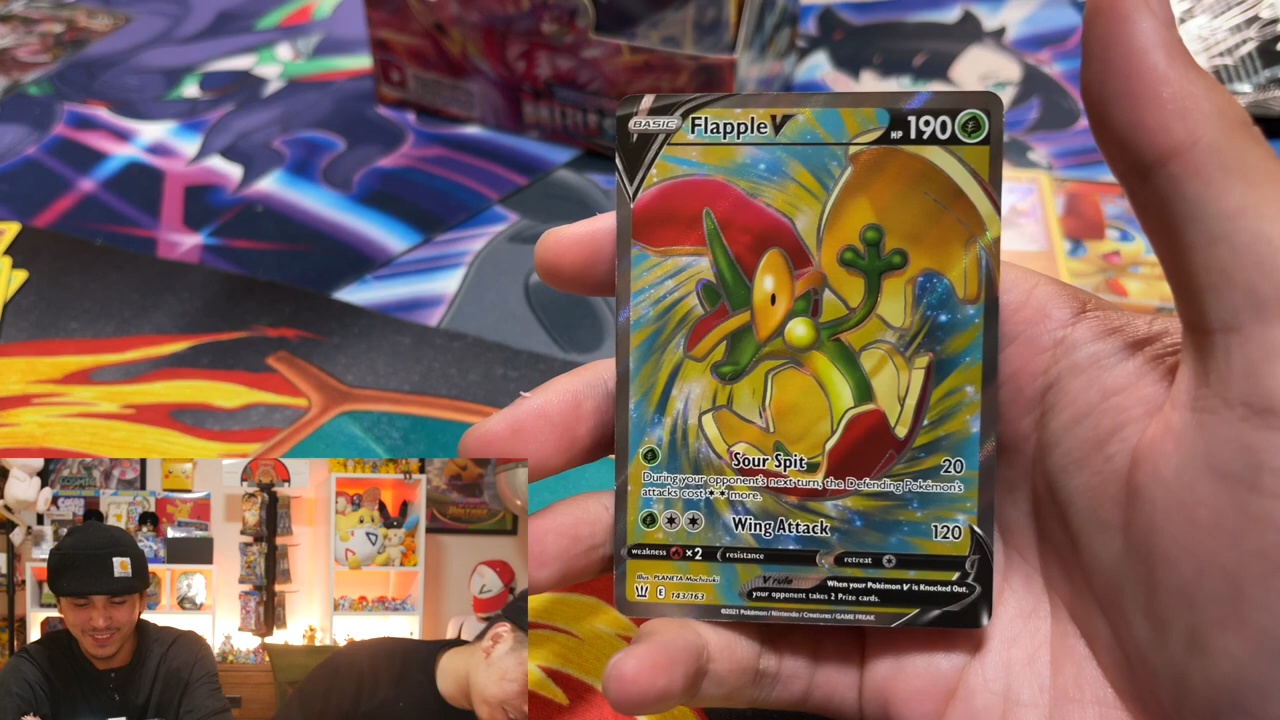 BASIC Flapple V HP 190
Sour Spit 20
During your opponent's next turn, the Defending Pokémon's
attacks cost more.
Wing Attack 120
weakness ×2 resistance retreat
Illus. PLANETA Mochizuki
V rule When your Pokémon V is Knocked Out,
your opponent takes 2 Prize cards.
E 143/163
©2021 Pokémon / Nintendo / Creatures / GAME FREAK
carhartt